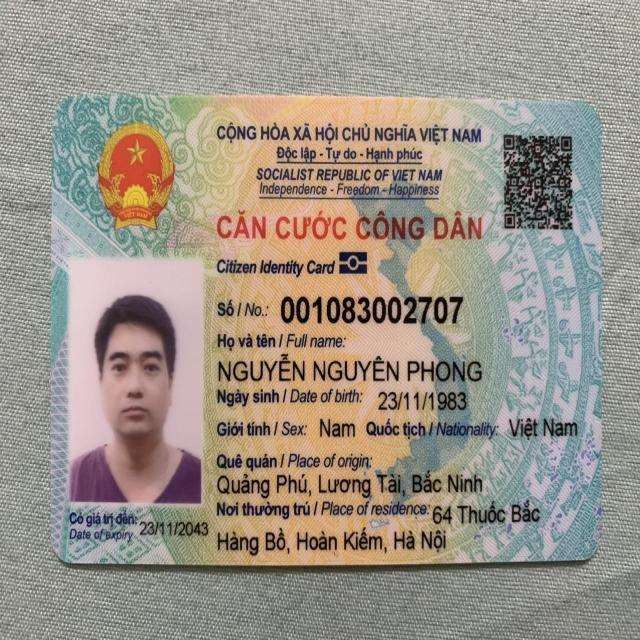 CỘNG HÒA XÃ HỘI CHỦ NGHĨA VIỆT NAM
Độc lập - Tự do - Hạnh phúc
SOCIALIST REPUBLIC OF VIET NAM
Independence - Freedom - Happiness
CĂN CƯỚC CÔNG DÂN
Citizen Identity Card
Số / No.: 001083002707
Họ và tên / Full name:
NGUYỄN NGUYÊN PHONG
Ngày sinh / Date of birth: 23/11/1983
Giới tính / Sex: Nam Quốc tịch / Nationality: Việt Nam
Quê quán / Place of origin:
Quảng Phú, Lương Tài, Bắc Ninh
Nơi thường trú / Place of residence: 64 Thuốc Bắc
Hàng Bồ, Hoàn Kiếm, Hà Nội
Có giá trị đến: 23/11/2043
Date of expiry
VIỆT NAM